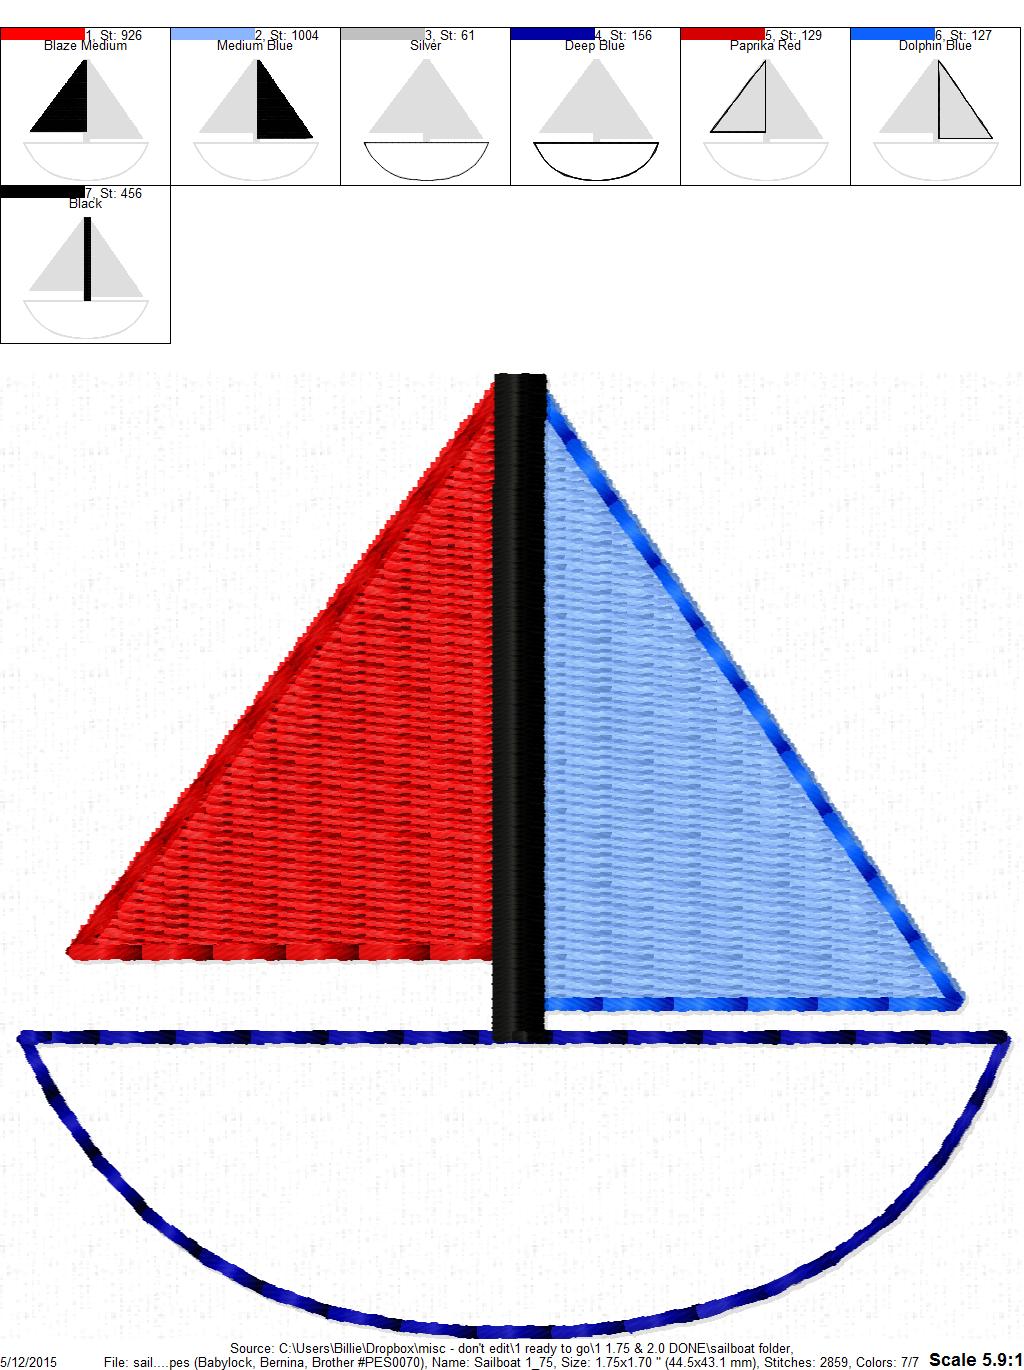 1, St: 926
Blaze Medium
2, St: 1004
Medium Blue
3, St: 61
Silver
4, St: 156
Deep Blue
5, St: 129
Paprika Red
6, St: 127
Dolphin Blue
7, St: 456
Black
Source: C:\Users\Billie\Dropbox\misc - don't edit\1 ready to go\1 1.75 & 2.0 DONE\sailboat folder,
5/12/2015 File: sail....pes (Babylock, Bernina, Brother #PES0070), Name: Sailboat 1_75, Size: 1.75x1.70 " (44.5x43.1 mm), Stitches: 2859, Colors: 7/7 Scale 5.9:1